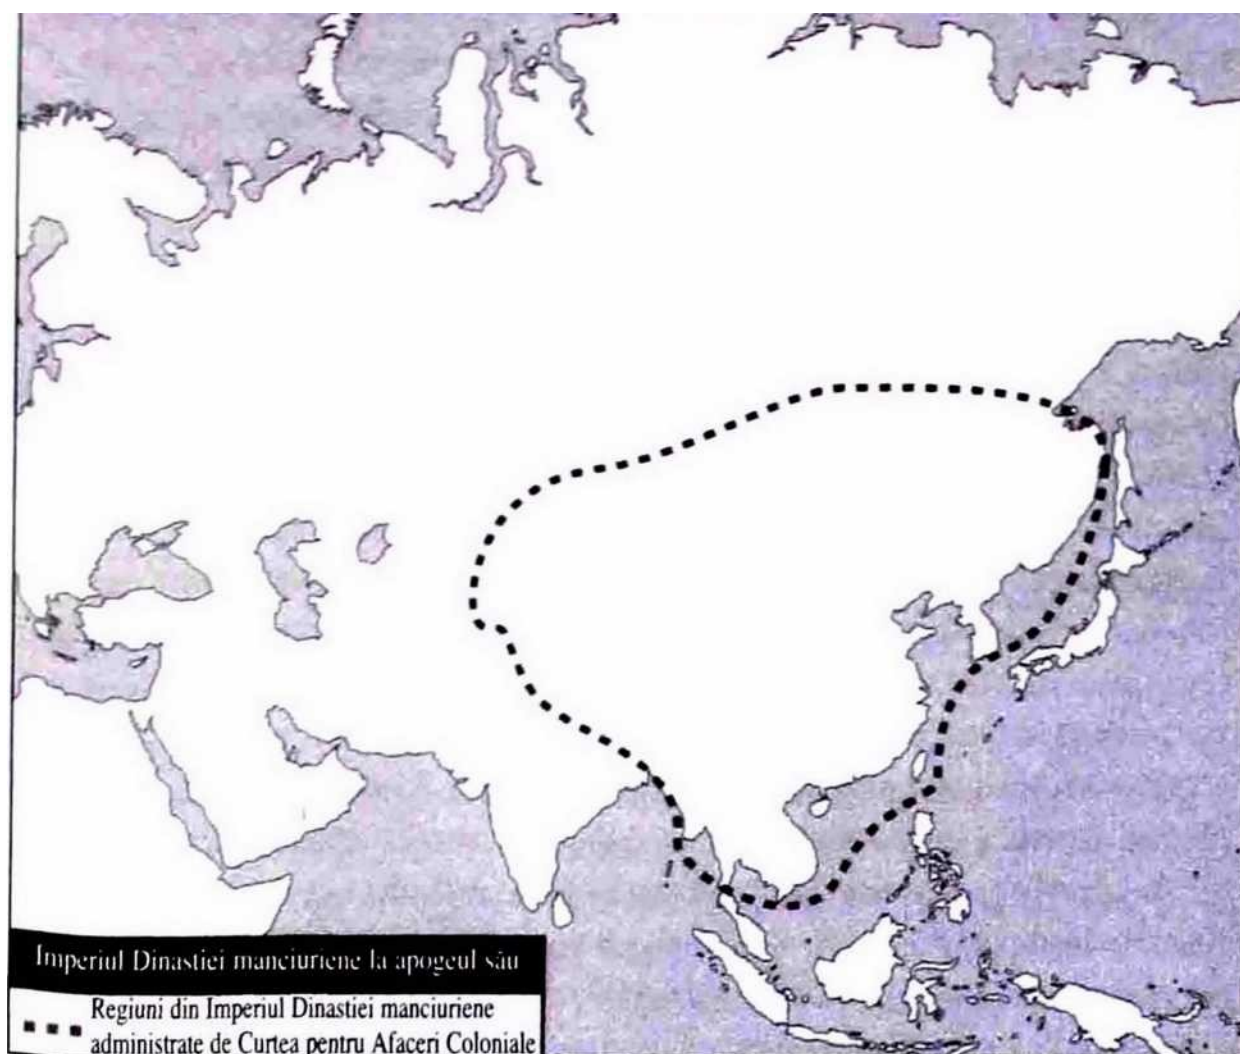 Imperiul Dinastiei manciuriene la apogeul său
Regiuni din Imperiul Dinastiei manciuriene
administrate de Curtea pentru Afaceri Coloniale